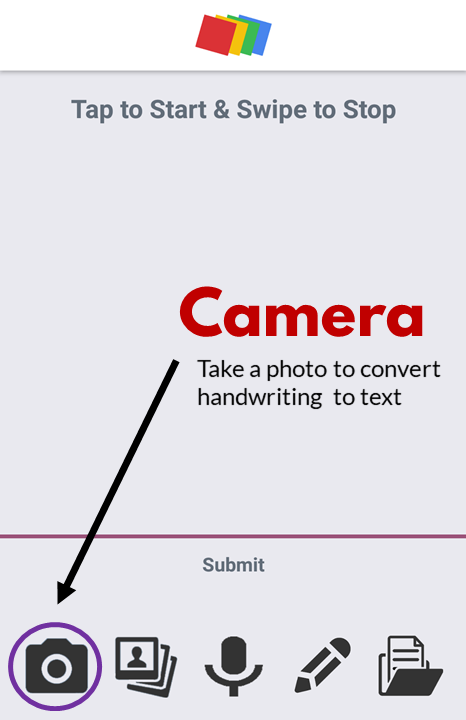 Tap to Start & Swipe to Stop
Camera
Take a photo to convert
handwriting to text
Submit